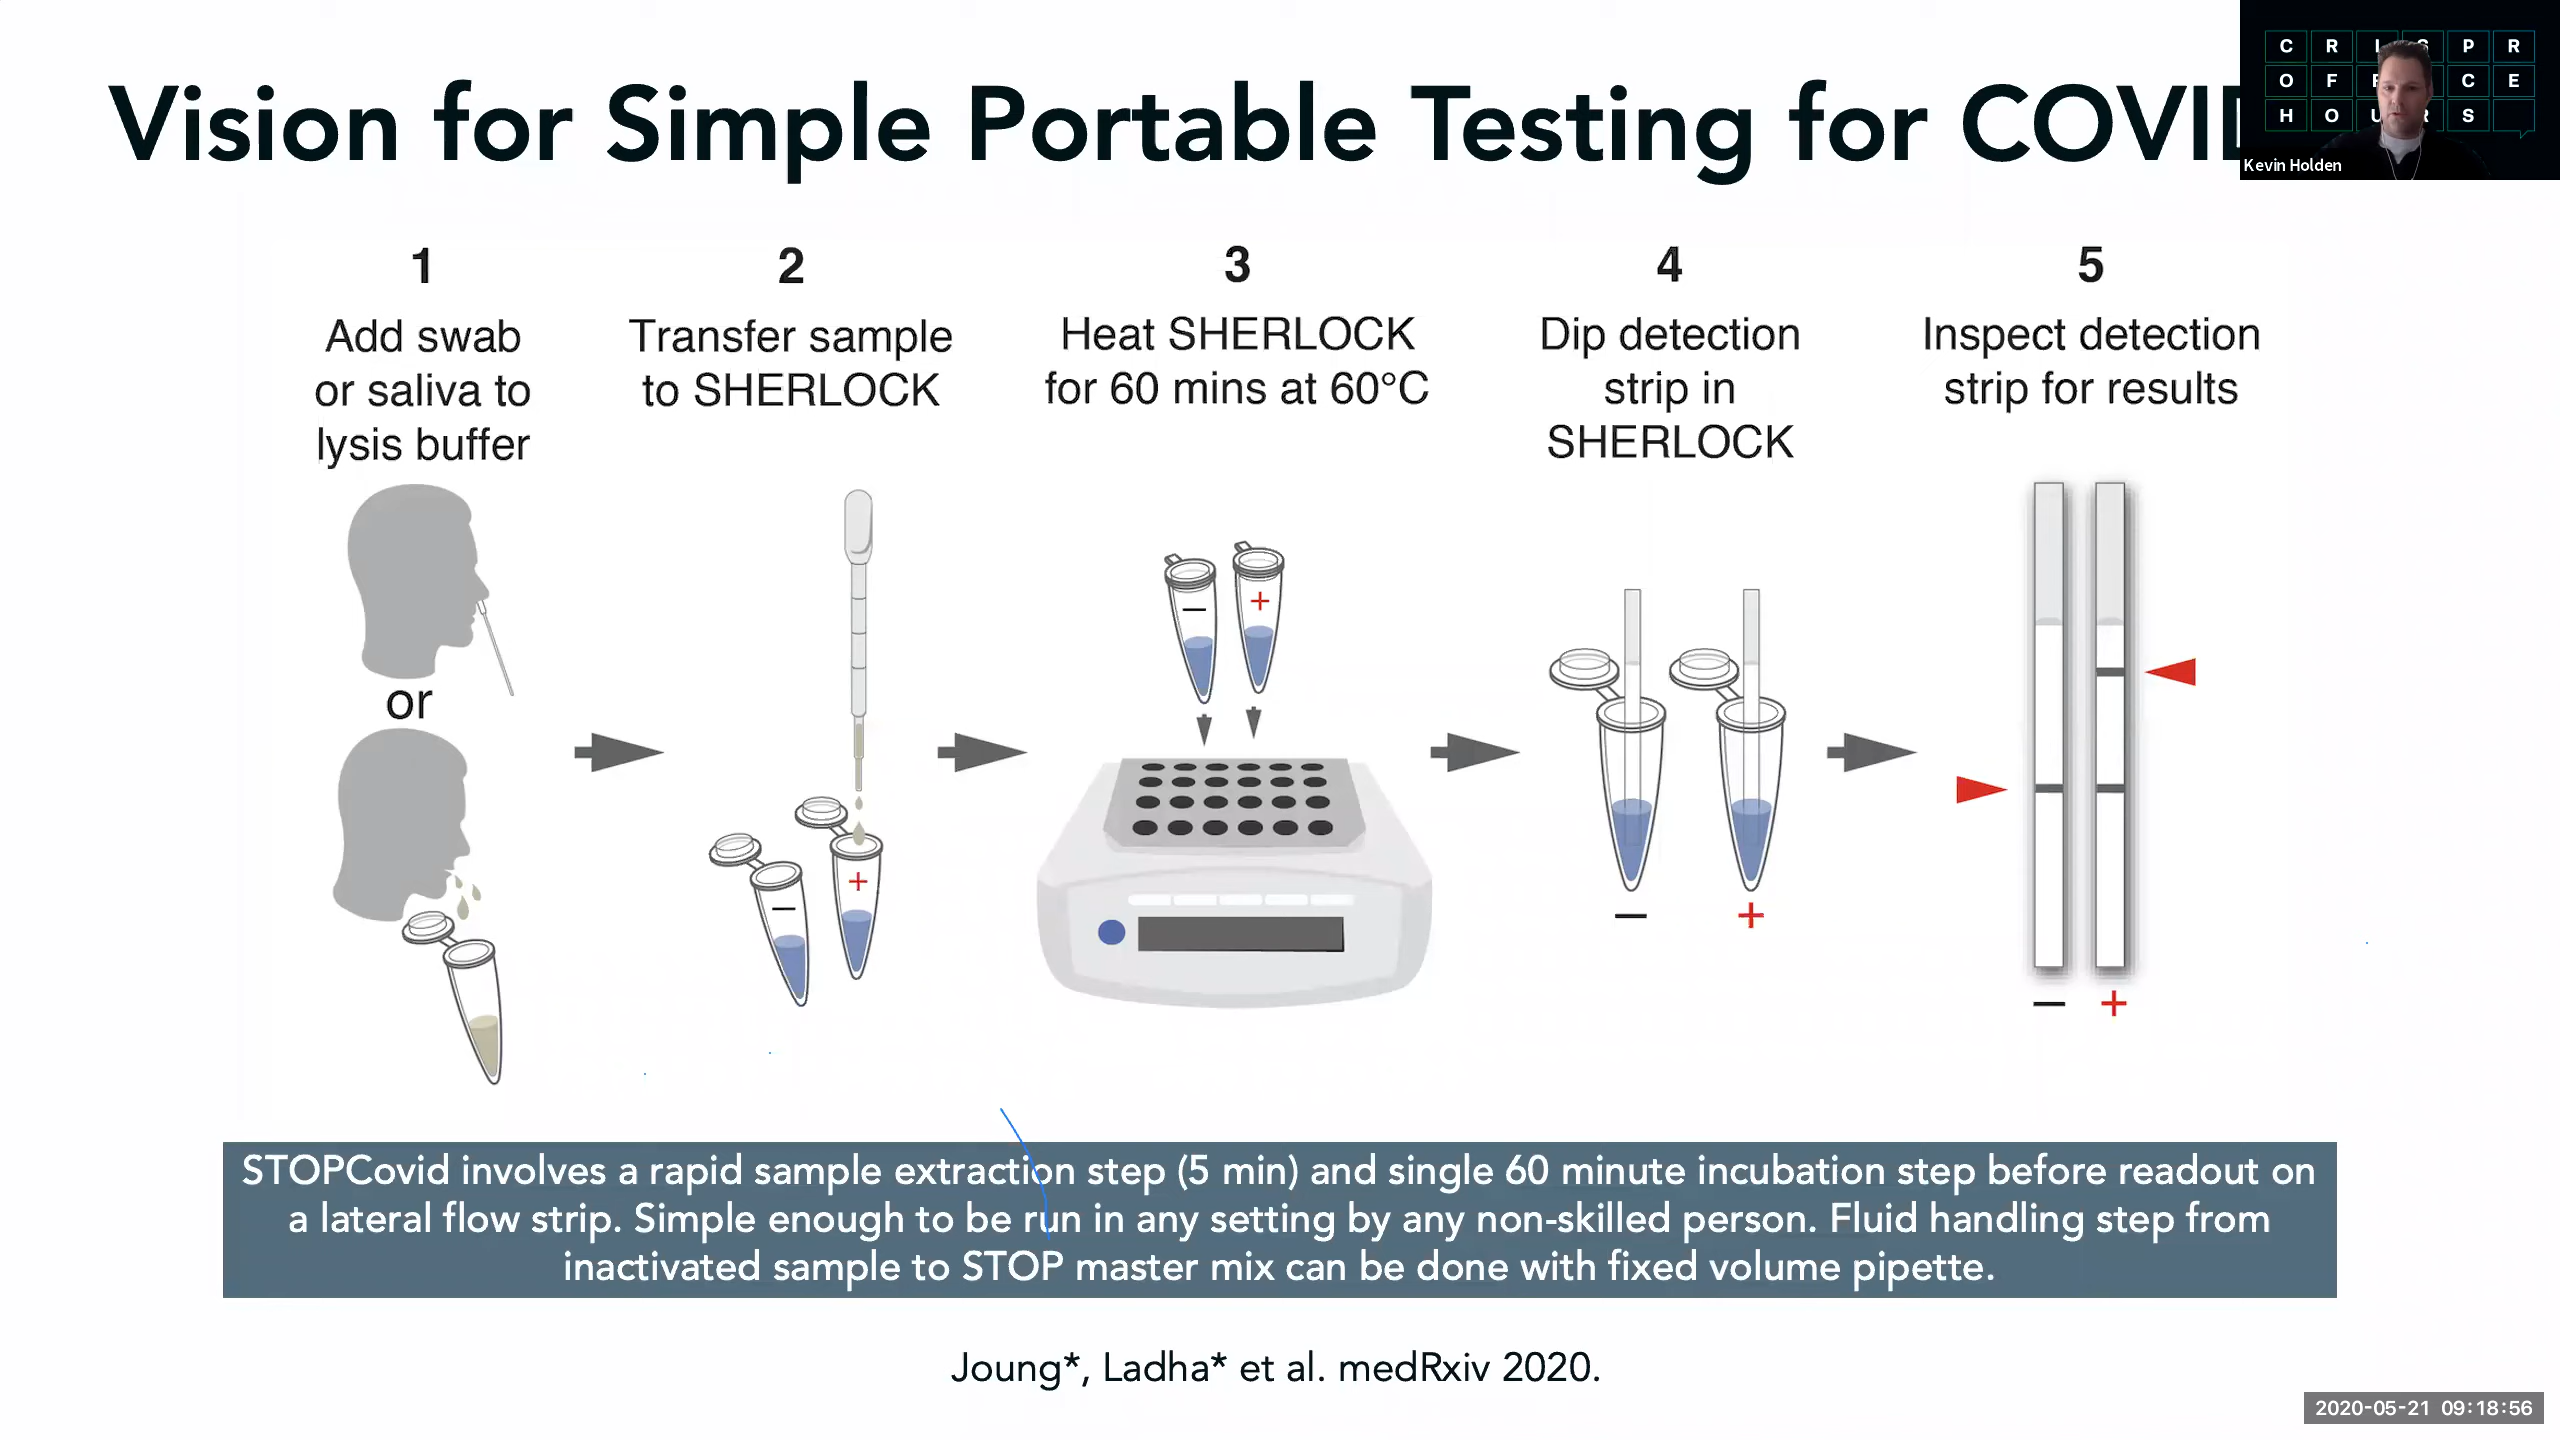 Vision for Simple Portable Testing for COVI
C R I S P R
O F F C E
H O U R S
Kevin Holden
1
Add swab
or saliva to
lysis buffer
or
2
Transfer sample
to SHERLOCK
−
+
3
Heat SHERLOCK
for 60 mins at 60°C
−
+
4
Dip detection
strip in
SHERLOCK
−
+
5
Inspect detection
strip for results
−
+
STOPCovid involves a rapid sample extraction step (5 min) and single 60 minute incubation step before readout on
a lateral flow strip. Simple enough to be run in any setting by any non-skilled person. Fluid handling step from
inactivated sample to STOP master mix can be done with fixed volume pipette.
Joung*, Ladha* et al. medRxiv 2020.
2020-05-21 09:18:56